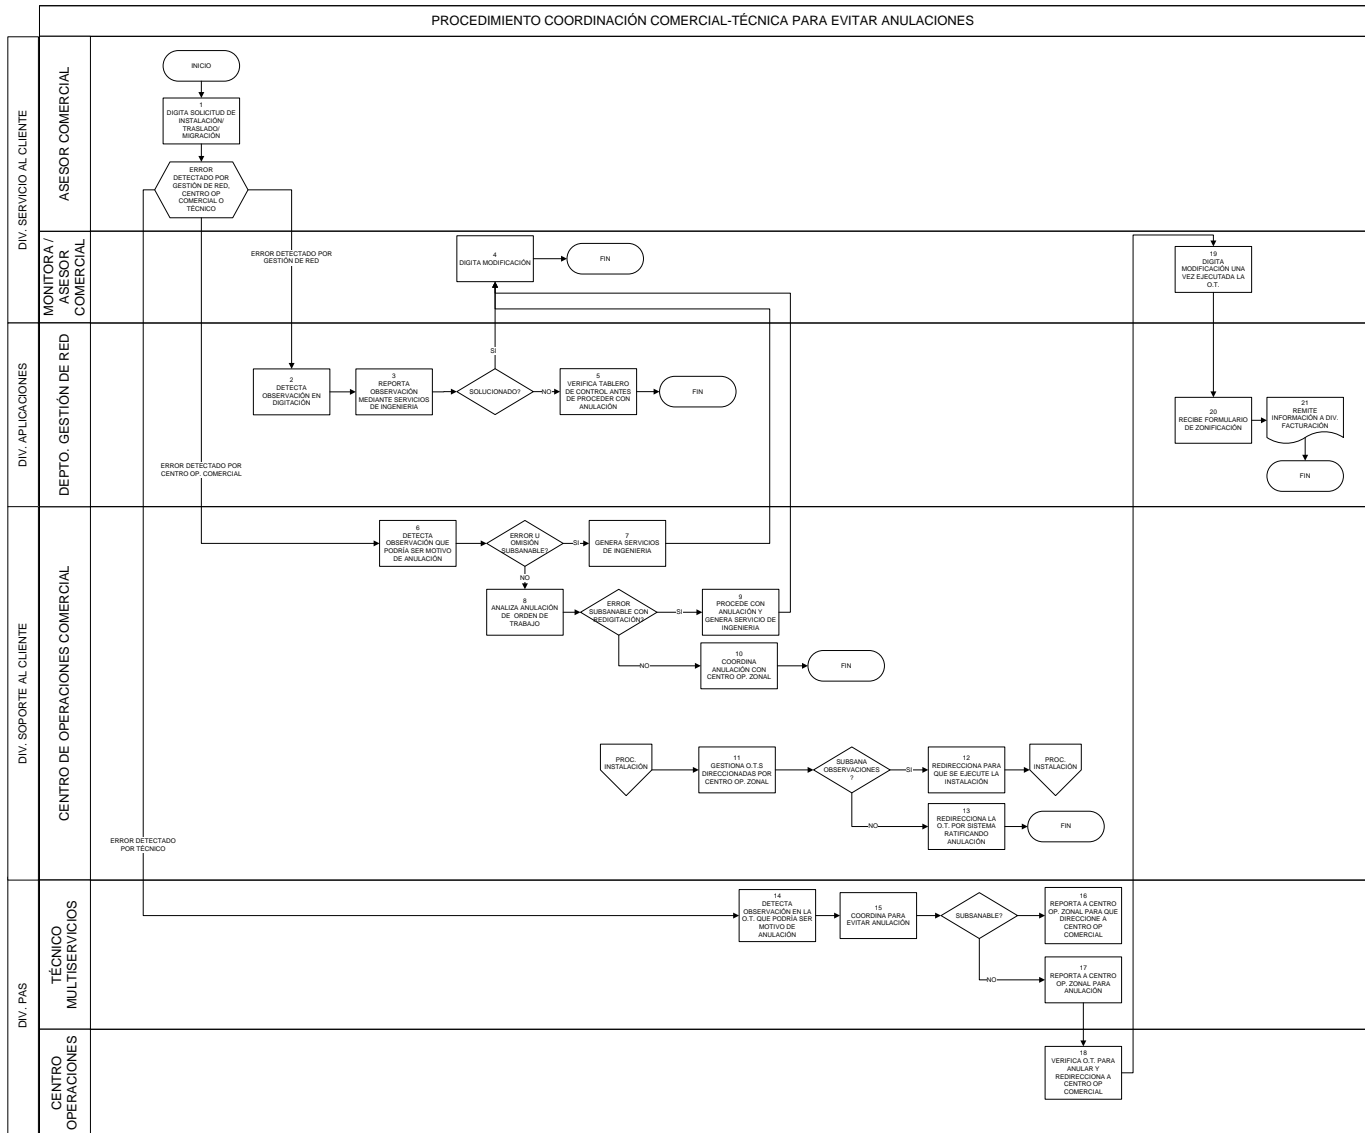 PROCEDIMIENTO COORDINACIÓN COMERCIAL-TÉCNICA PARA EVITAR ANULACIONES
DIV. SERVICIO AL CLIENTE
ASESOR COMERCIAL
INICIO
1
DIGITA SOLICITUD DE
INSTALACIÓN/
TRASLADO/
MIGRACIÓN
ERROR
DETECTADO POR
GESTIÓN DE RED,
CENTRO OP
COMERCIAL O
TÉCNICO
MONITORA /
ASESOR
COMERCIAL
ERROR DETECTADO POR
GESTIÓN DE RED
4
DIGITA MODIFICACIÓN
FIN
19
DIGITA
MODIFICACIÓN UNA
VEZ EJECUTADA LA
O.T.
DIV. APLICACIONES
DEPTO. GESTIÓN DE RED
SI
2
DETECTA
OBSERVACIÓN EN
DIGITACIÓN
3
REPORTA
OBSERVACIÓN
MEDIANTE SERVICIOS
DE INGENIERIA
SOLUCIONADO?
NO
5
VERIFICA TABLERO
DE CONTROL ANTES
DE PROCEDER CON
ANULACIÓN
FIN
20
RECIBE FORMULARIO
DE ZONIFICACIÓN
21
REMITE
INFORMACIÓN A DIV.
FACTURACIÓN
FIN
ERROR DETECTADO POR
CENTRO OP. COMERCIAL
DIV. SOPORTE AL CLIENTE
CENTRO DE OPERACIONES COMERCIAL
6
DETECTA
OBSERVACIÓN QUE
PODRÍA SER MOTIVO
DE ANULACIÓN
ERROR U
OMISIÓN
SUBSANABLE?
SI
7
GENERA SERVICIOS
DE INGENIERIA
NO
8
ANALIZA ANULACIÓN
DE ORDEN DE
TRABAJO
ERROR
SUBSANABLE CON
REDIGITACIÓN?
SI
9
PROCEDE CON
ANULACIÓN Y
GENERA SERVICIO DE
INGENIERIA
NO
10
COORDINA
ANULACIÓN CON
CENTRO OP. ZONAL
FIN
PROC.
INSTALACIÓN
11
GESTIONA O.T.S
DIRECCIONADAS POR
CENTRO OP. ZONAL
SUBSANA
OBSERVACIONES
?
SI
12
REDIRECCIONA PARA
QUE SE EJECUTE LA
INSTALACIÓN
PROC.
INSTALACIÓN
NO
13
REDIRECCIONA LA
O.T. POR SISTEMA
RATIFICANDO
ANULACIÓN
FIN
ERROR DETECTADO
POR TÉCNICO
DIV. PAS
TÉCNICO
MULTISERVICIOS
14
DETECTA
OBSERVACIÓN EN LA
O.T. QUE PODRÍA SER
MOTIVO DE
ANULACIÓN
15
COORDINA PARA
EVITAR ANULACIÓN
SUBSANABLE?
16
REPORTA A CENTRO
OP. ZONAL PARA QUE
DIRECCIONE A
CENTRO OP
COMERCIAL
NO
17
REPORTA A CENTRO
OP. ZONAL PARA
ANULACIÓN
CENTRO
OPERACIONES
18
VERIFICA O.T. PARA
ANULAR Y
REDIRECCIONA A
CENTRO OP
COMERCIAL